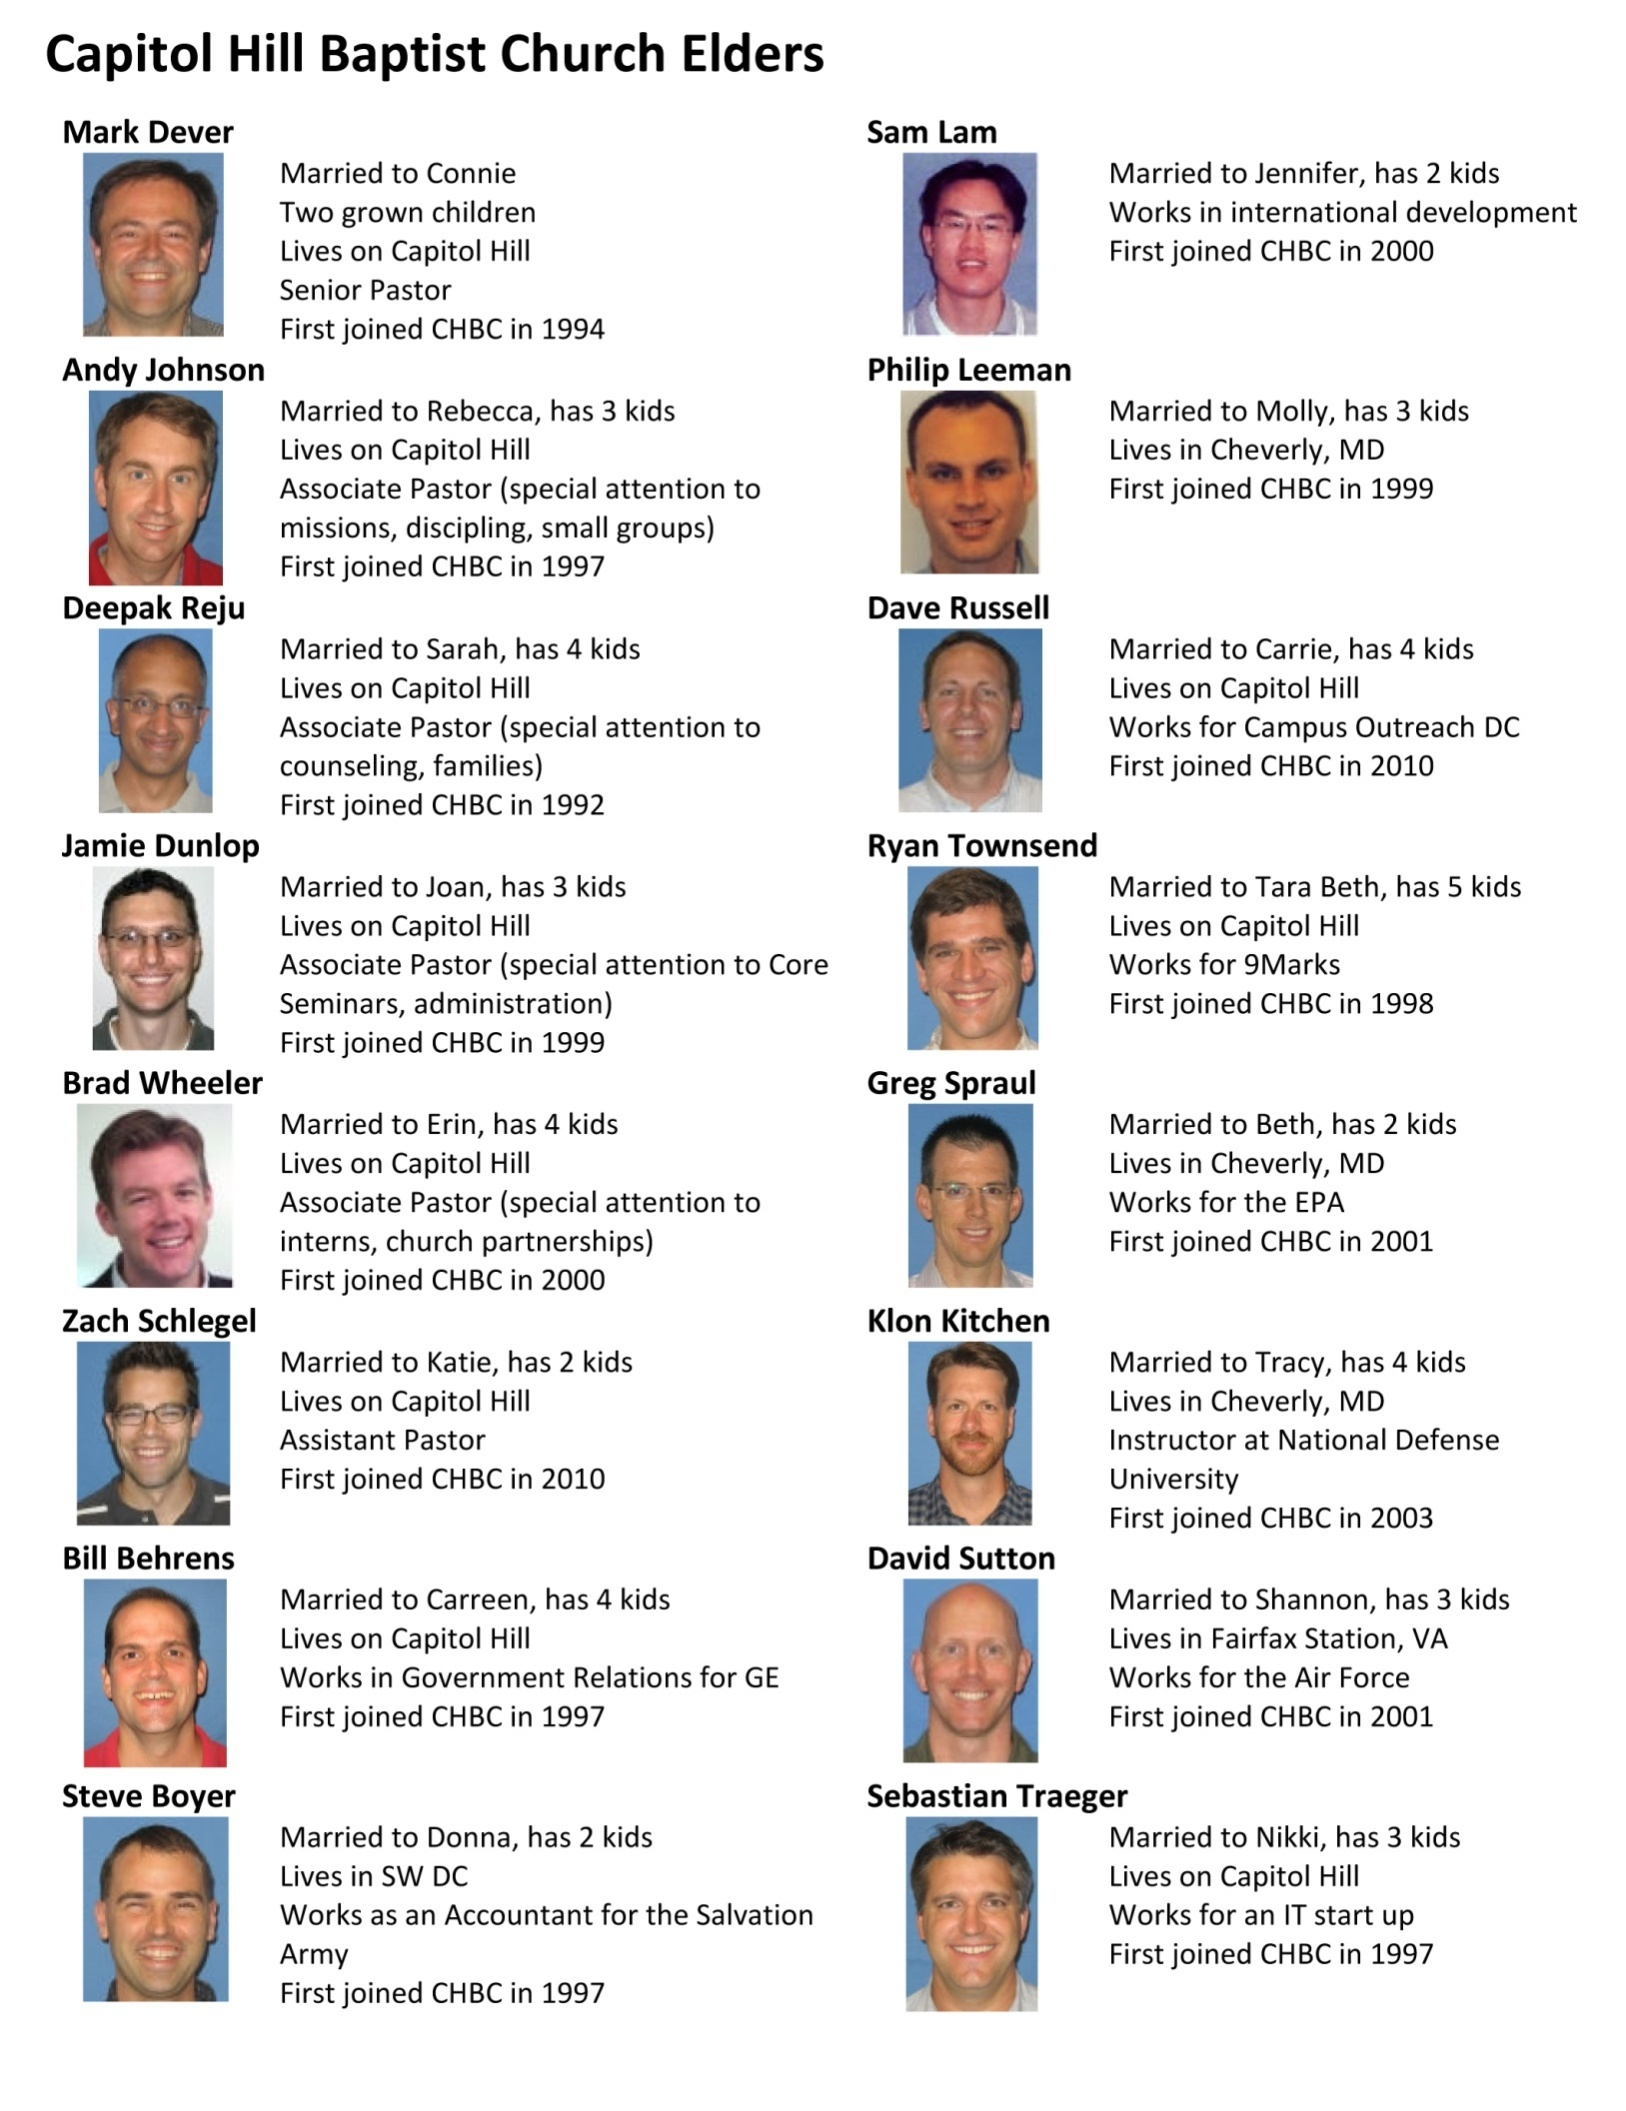 Capitol Hill Baptist Church Elders
Mark Dever
Married to Connie
Two grown children
Lives on Capitol Hill
Senior Pastor
First joined CHBC in 1994
Andy Johnson
Married to Rebecca, has 3 kids
Lives on Capitol Hill
Associate Pastor (special attention to
missions, discipling, small groups)
First joined CHBC in 1997
Deepak Reju
Married to Sarah, has 4 kids
Lives on Capitol Hill
Associate Pastor (special attention to
counseling, families)
First joined CHBC in 1992
Jamie Dunlop
Married to Joan, has 3 kids
Lives on Capitol Hill
Associate Pastor (special attention to Core
Seminars, administration)
First joined CHBC in 1999
Brad Wheeler
Married to Erin, has 4 kids
Lives on Capitol Hill
Associate Pastor (special attention to
interns, church partnerships)
First joined CHBC in 2000
Zach Schlegel
Married to Katie, has 2 kids
Lives on Capitol Hill
Assistant Pastor
First joined CHBC in 2010
Bill Behrens
Married to Carreen, has 4 kids
Lives on Capitol Hill
Works in Government Relations for GE
First joined CHBC in 1997
Steve Boyer
Married to Donna, has 2 kids
Lives in SW DC
Works as an Accountant for the Salvation
Army
First joined CHBC in 1997
Sam Lam
Married to Jennifer, has 2 kids
Works in international development
First joined CHBC in 2000
Philip Leeman
Married to Molly, has 3 kids
Lives in Cheverly, MD
First joined CHBC in 1999
Dave Russell
Married to Carrie, has 4 kids
Lives on Capitol Hill
Works for Campus Outreach DC
First joined CHBC in 2010
Ryan Townsend
Married to Tara Beth, has 5 kids
Lives on Capitol Hill
Works for 9Marks
First joined CHBC in 1998
Greg Spraul
Married to Beth, has 2 kids
Lives in Cheverly, MD
Works for the EPA
First joined CHBC in 2001
Klon Kitchen
Married to Tracy, has 4 kids
Lives in Cheverly, MD
Instructor at National Defense
University
First joined CHBC in 2003
David Sutton
Married to Shannon, has 3 kids
Lives in Fairfax Station, VA
Works for the Air Force
First joined CHBC in 2001
Sebastian Traeger
Married to Nikki, has 3 kids
Lives on Capitol Hill
Works for an IT start up
First joined CHBC in 1997